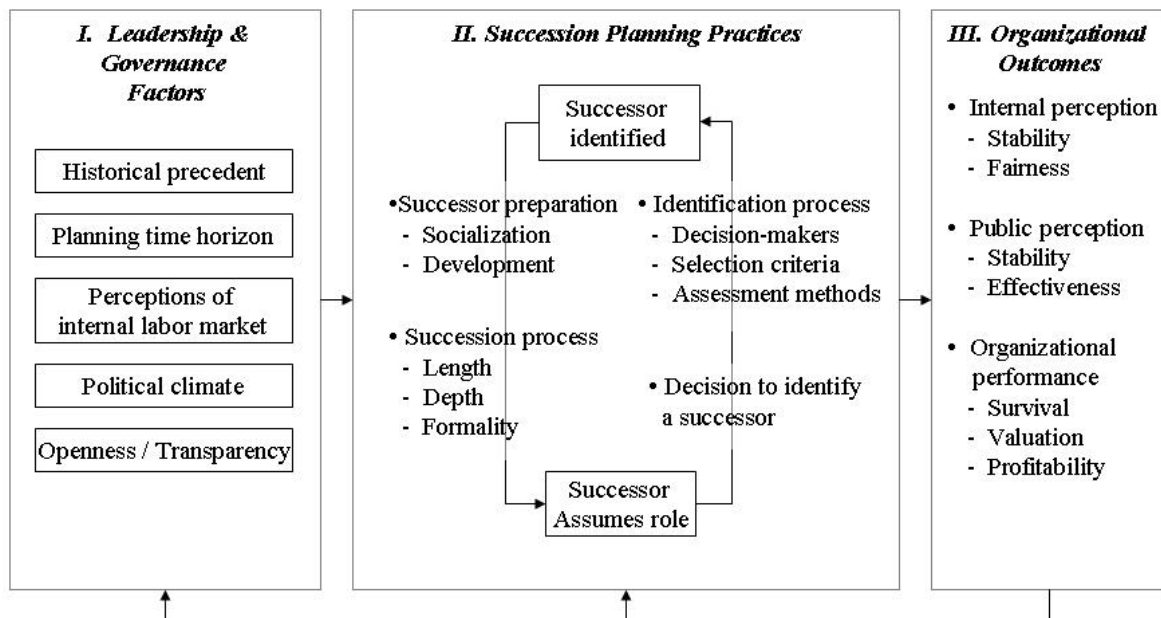 I. Leadership &
Governance
Factors
Historical precedent
Planning time horizon
Perceptions of
internal labor market
Political climate
Openness / Transparency
II. Succession Planning Practices
Successor
identified
•Successor preparation
- Socialization
- Development
• Succession process
- Length
- Depth
- Formality
• Identification process
- Decision-makers
- Selection criteria
- Assessment methods
• Decision to identify
a successor
Successor
Assumes role
III. Organizational
Outcomes
• Internal perception
- Stability
- Fairness
• Public perception
- Stability
- Effectiveness
• Organizational
performance
- Survival
- Valuation
- Profitability